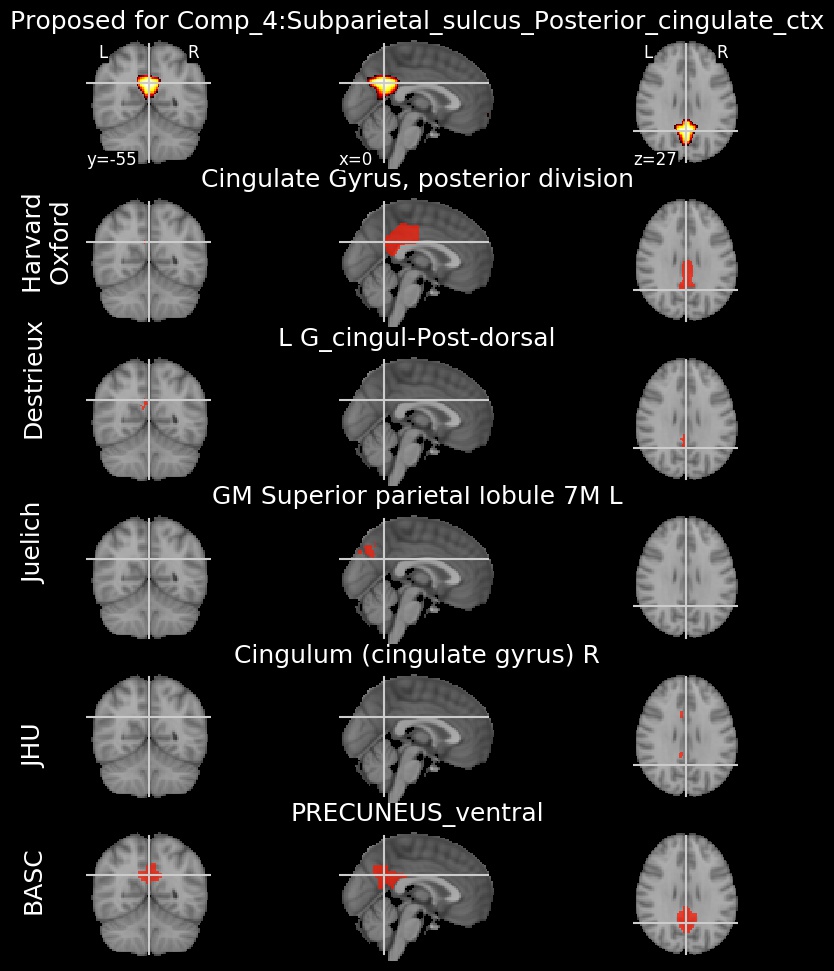 Proposed for Comp_4:Subparietal_sulcus_Posterior_cingulate_ctx
L R L R
y=-55 x=0 z=27
Cingulate Gyrus, posterior division
Harvard
Oxford
L G_cingul-Post-dorsal
Destrieux
GM Superior parietal lobule 7M L
Juelich
Cingulum (cingulate gyrus) R
JHU
PRECUNEUS_ventral
BASC